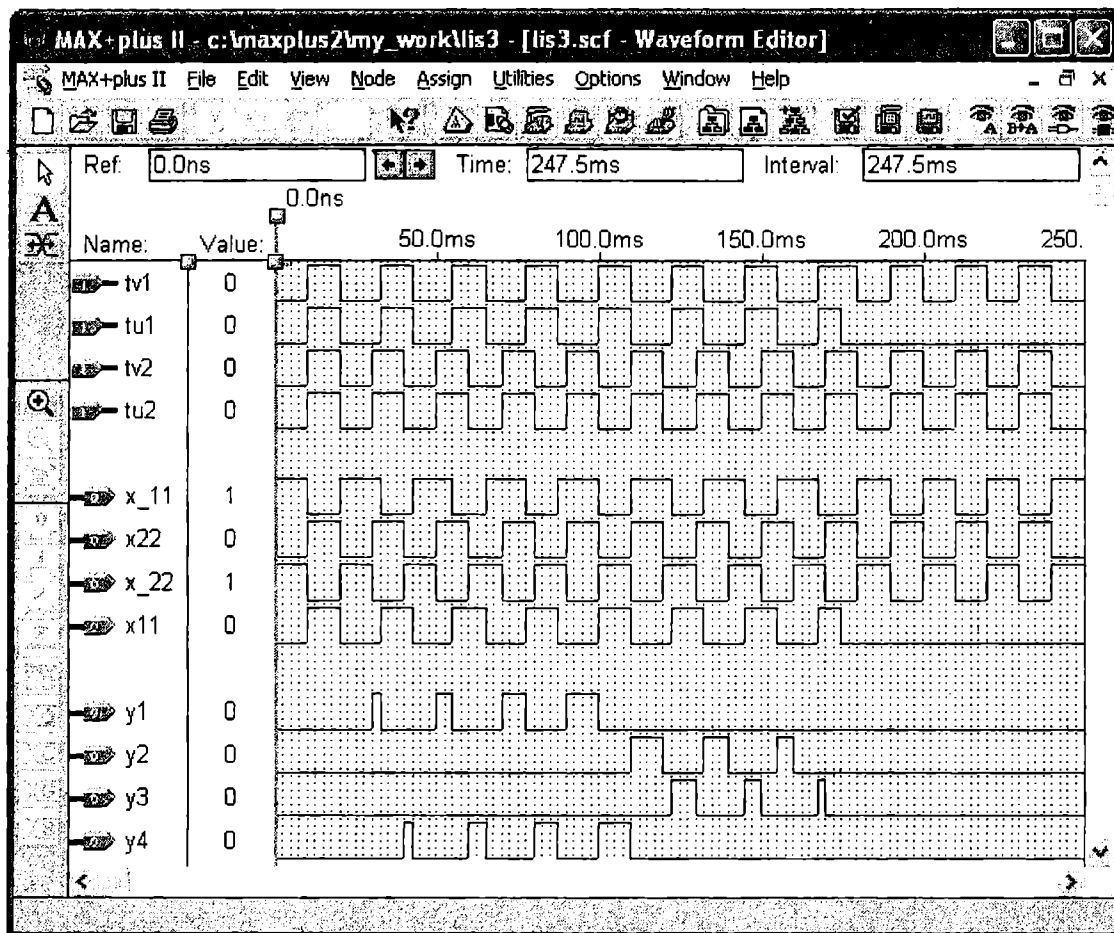 MAX+plus II - c:\maxplus2\my_work\lis3 - [lis3.scf - Waveform Editor]
MAX+plus II File Edit View Node Assign Utilities Options Window Help
Ref: 0.0ns Time: 247.5ms Interval: 247.5ms
0.0ns
Name: Value: 50.0ms 100.0ms 150.0ms 200.0ms 250.
tv1 0
tu1 0
tv2 0
tu2 0
x_11 1
x22 0
x_22 1
x11 0
y1 0
y2 0
y3 0
y4 0